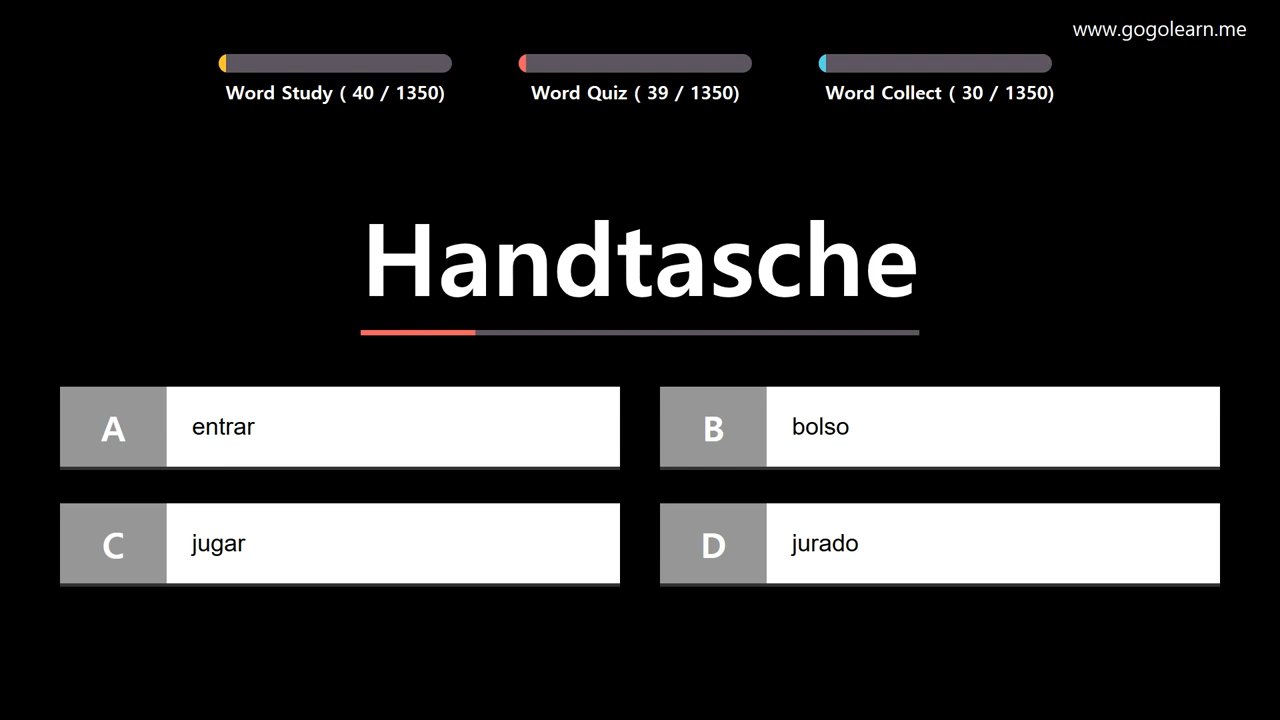 www.gogolearn.me
Word Study ( 40 / 1350)
Word Quiz ( 39 / 1350)
Word Collect ( 30 / 1350)
Handtasche
A entrar
B bolso
C jugar
D jurado